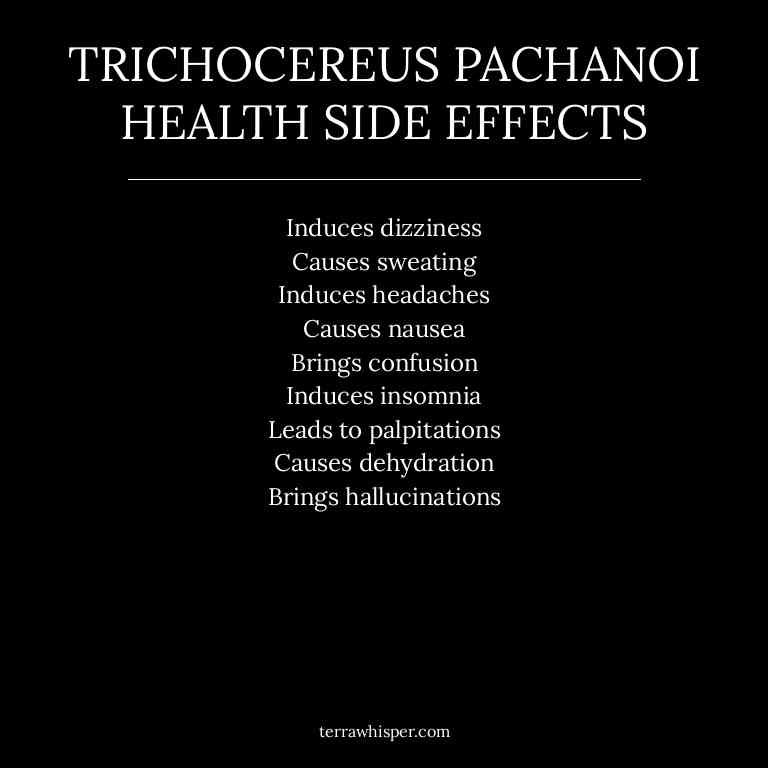 TRICHOCEREUS PACHANOI
HEALTH SIDE EFFECTS
Induces dizziness
Causes sweating
Induces headaches
Causes nausea
Brings confusion
Induces insomnia
Leads to palpitations
Causes dehydration
Brings hallucinations
terrawhisper.com